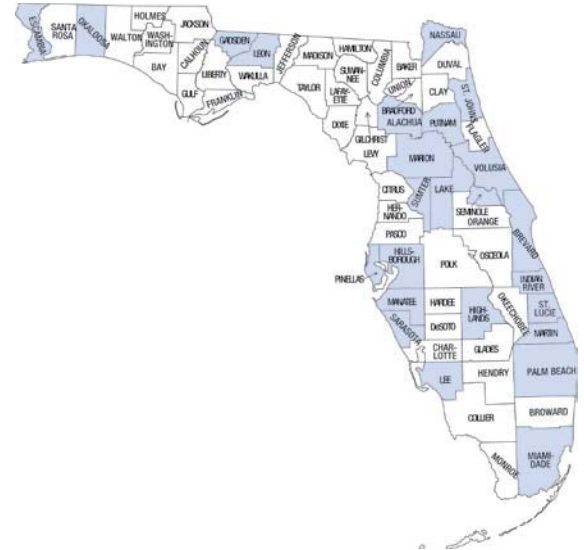 ESCAMBIA
SANTA
ROSA
OKALOOSA
WALTON
HOLMES
WASH-
INGTON
BAY
JACKSON
CALHOUN
GULF
GADSDEN
LIBERTY
FRANKLIN
LEON
WAKULLA
JEFFERSON
MADISON
TAYLOR
HAMILTON
SUWAN-
NEE
LAFAY-
ETTE
DIXIE
COLUMBIA
GILCHRIST
LEVY
BAKER
UNION
BRADFORD
ALACHUA
NASSAU
DUVAL
CLAY
ST. JOHNS
PUTNAM
FLAGLER
MARION
VOLUSIA
CITRUS
SUMTER
LAKE
HER-
NANDO
PASCO
SEMINOLE
ORANGE
BREVARD
PINELLAS
HILLS-
BOROUGH
POLK
OSCEOLA
INDIAN
RIVER
MANATEE
HARDEE
HIGH-
LANDS
OKEECHOBEE
ST.
LUCIE
SARASOTA
DeSOTO
MARTIN
CHAR-
LOTTE
GLADES
LEE
HENDRY
PALM BEACH
COLLIER
BROWARD
MONROE
MIAMI-
DADE